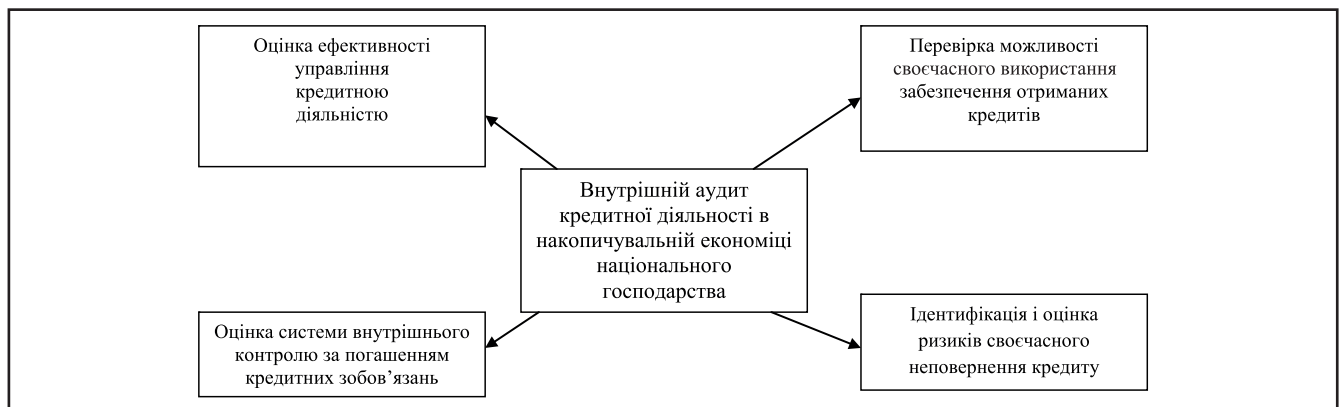 Оцінка ефективності
управління
кредитною
діяльністю
Перевірка можливості
своєчасного використання
забезпечення отриманих
кредитів
Внутрішній аудит
кредитної діяльності в
накопичувальній економіці
національного
господарства
Оцінка системи внутрішнього
контролю за погашенням
кредитних зобов’язань
Ідентифікація і оцінка
ризиків своєчасного
неповернення кредиту